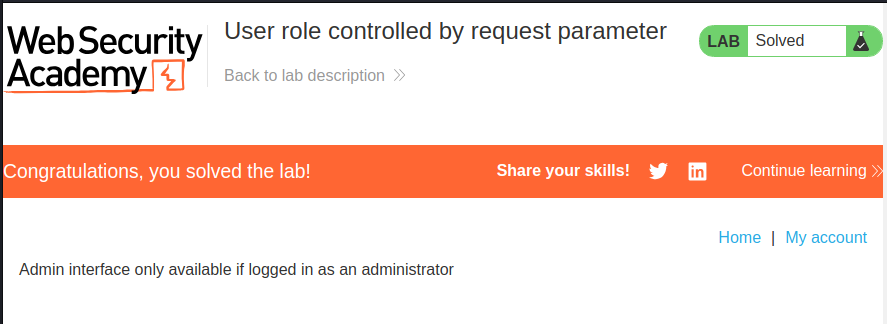 Web Security
Academy
User role controlled by request parameter
Back to lab description
LAB Solved
Congratulations, you solved the lab!
Share your skills!
Continue learning
Home | My account
Admin interface only available if logged in as an administrator